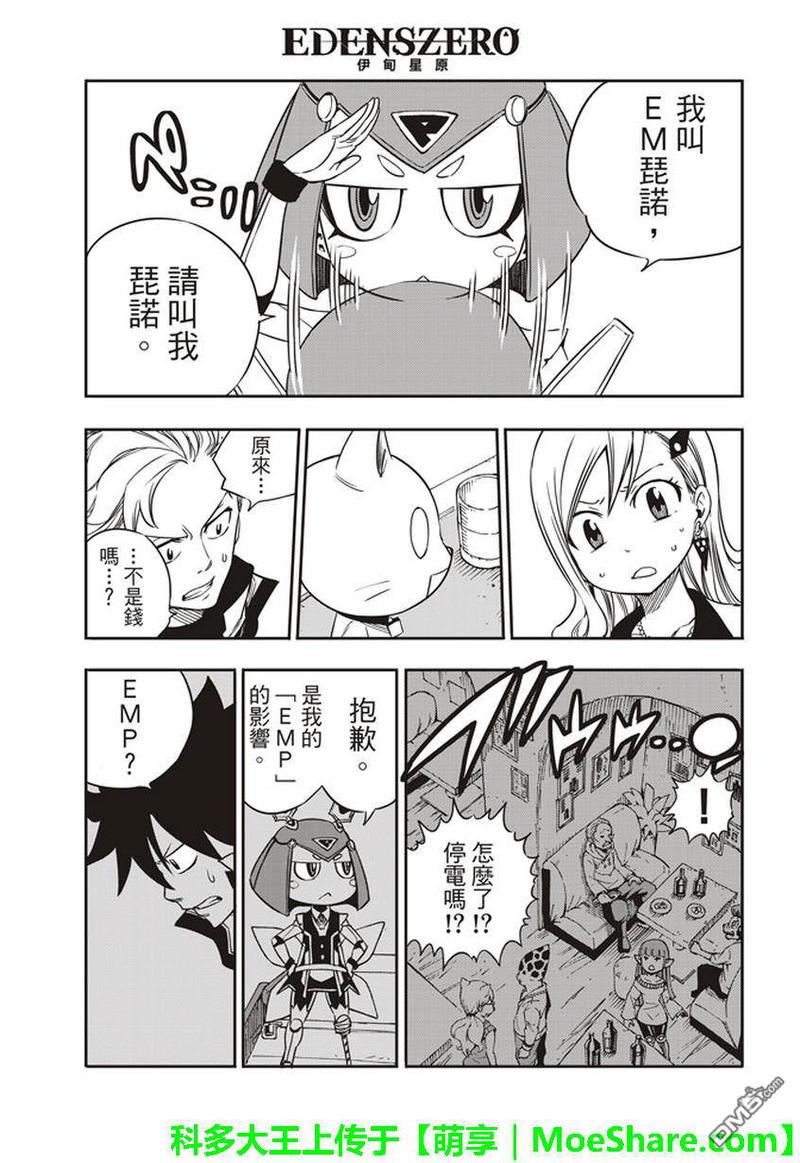 EDENSZERO
伊甸星原
我叫
EM琵諾，
請叫我
琵諾。
原來…
…不是錢
嗎…？
！
怎麼了!?
停電嗎!?
抱歉。
是我的
「EMP」
的影響。
EMP?
科多大王上传于【萌享｜MoeShare.com】
DM5.com